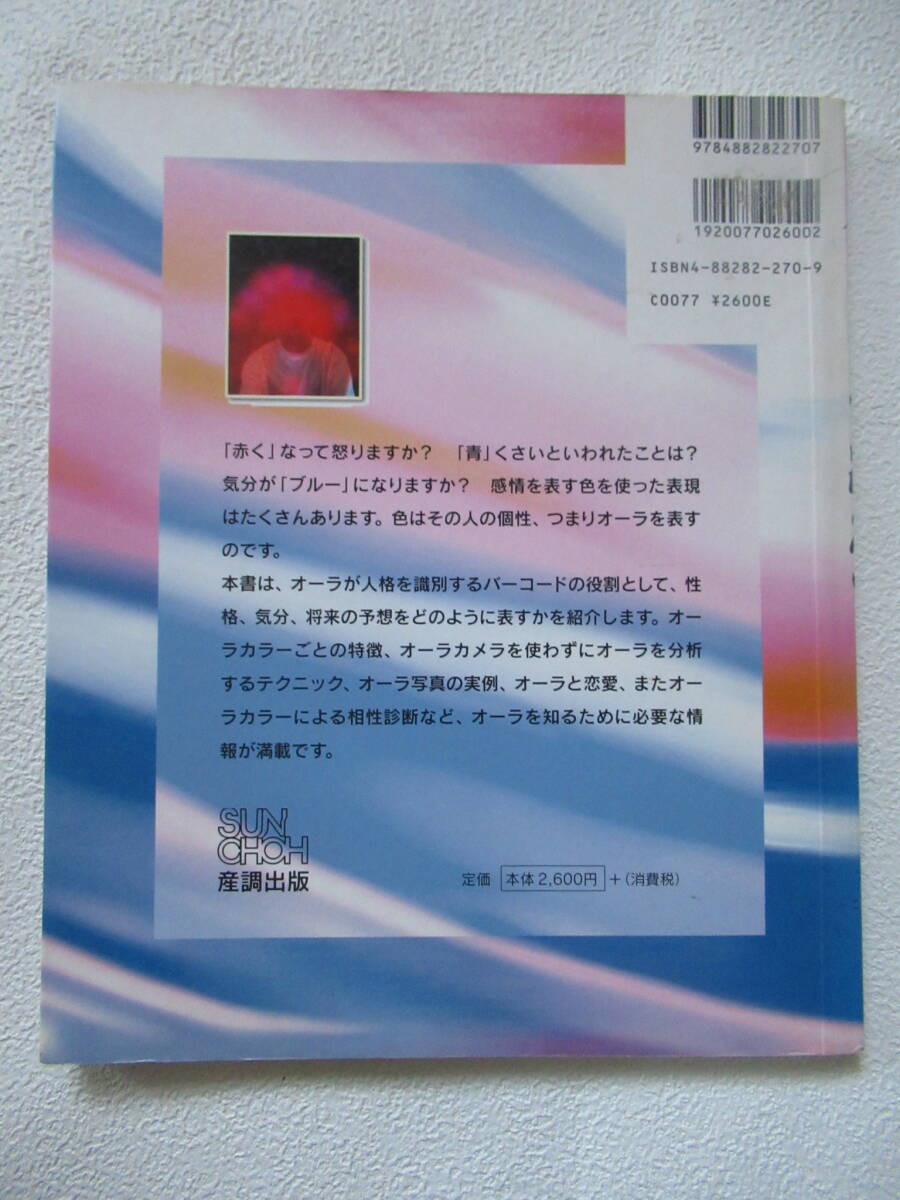 9784882822707
1920077026002
ISBN4-88282-270-9
C0077 ¥2600E
「赤く」なって怒りますか？　「青」くさいといわれたことは？
気分が「ブルー」になりますか？　感情を表す色を使った表現
はたくさんあります。色はその人の個性、つまりオーラを表す
のです。
本書は、オーラが人格を識別するバーコードの役割として、性
格、気分、将来の予想をどのように表すかを紹介します。オー
ラカラーごとの特徴、オーラカメラを使わずにオーラを分析
するテクニック、オーラ写真の実例、オーラと恋愛、またオー
ラカラーによる相性診断など、オーラを知るために必要な情
報が満載です。
SUN
CHOH
産調出版
定価 本体2,600円 +(消費税)